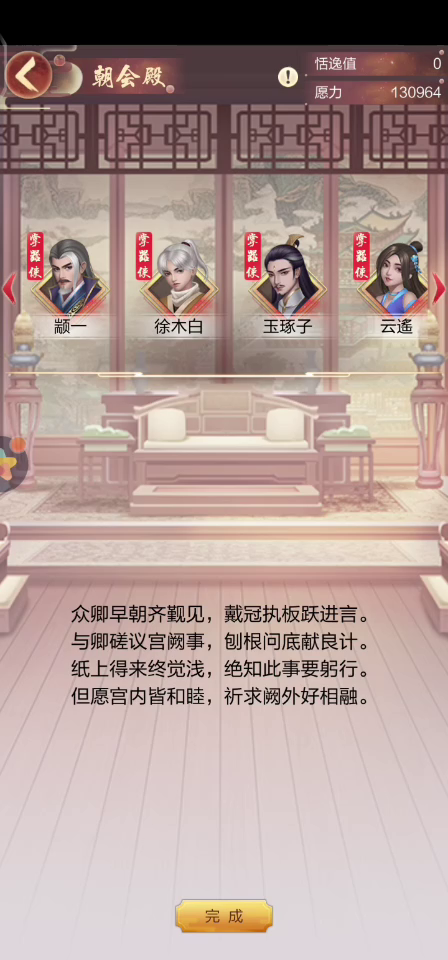 朝会殿
!
恬逸值 0
愿力 130964
掌器使 掌器使 掌器使 掌器使
颛一 徐木白 玉琢子 云遙
众卿早朝齐觐见，戴冠执板跃进言。
与卿磋议宫阙事，刨根问底献良计。
纸上得来终觉浅，绝知此事要躬行。
但愿宫内皆和睦，祈求阙外好相融。
完成